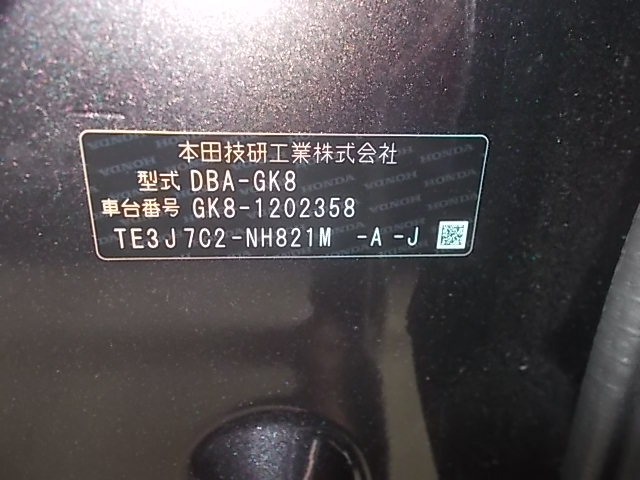 本田技研工業株式会社
型式 DBA-GK8
車台番号 GK8-1202358
TE3J7C2-NH821M -A -J